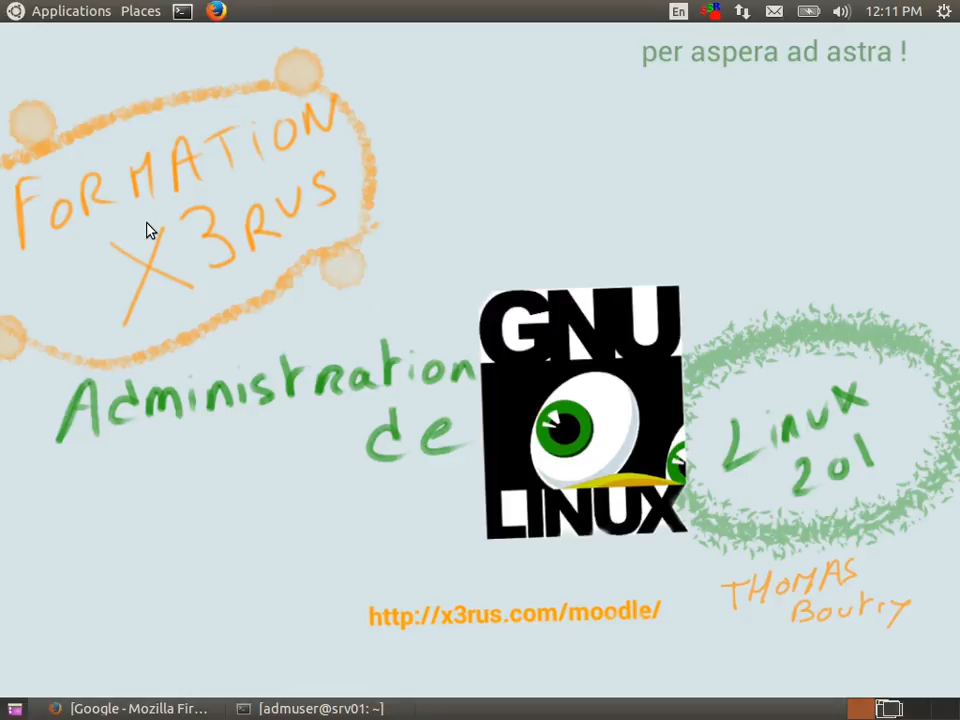 Applications Places
En
12:11 PM
per aspera ad astra !
FORMATION
X3RUS
Administration
de
GNU
LINUX
Linux
201
THOMAS
Boutry
http://x3rus.com/moodle/
[Google - Mozilla Fir...
[admuser@srv01: ~]